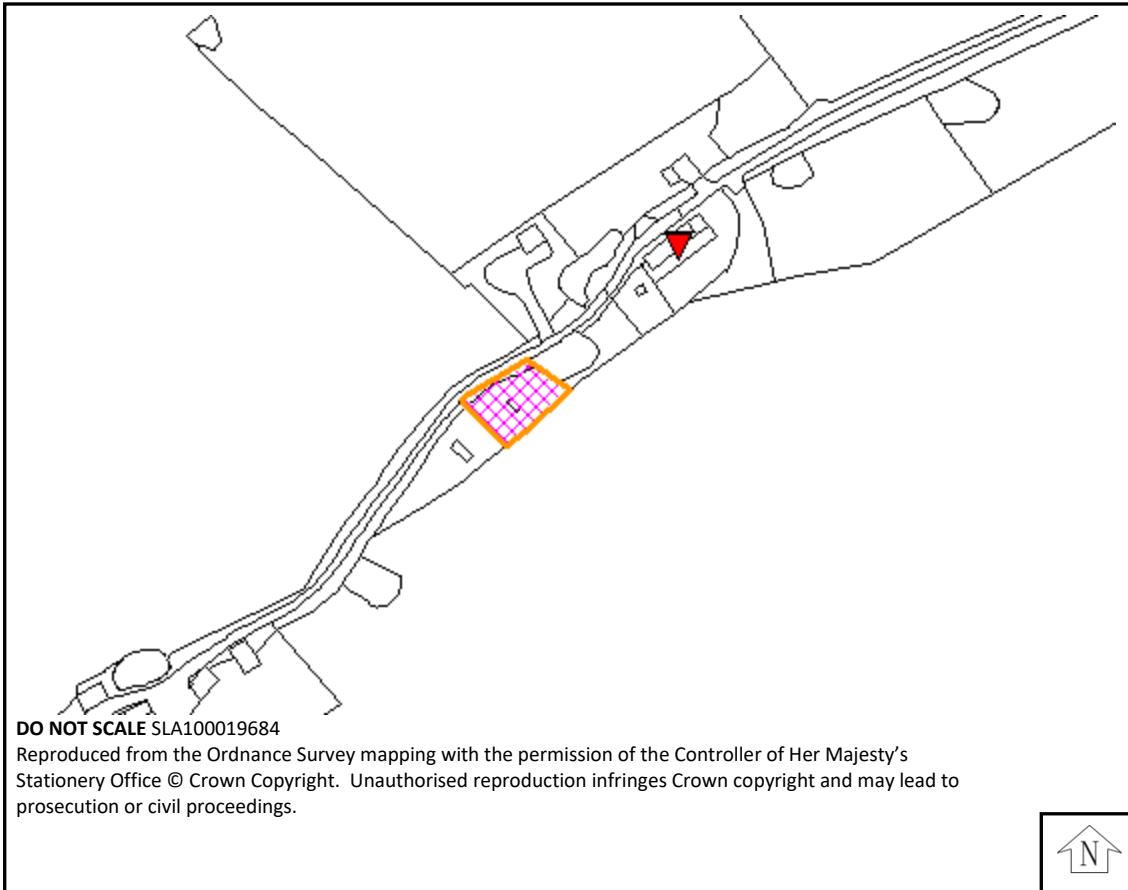 DO NOT SCALE SLA100019684
Reproduced from the Ordnance Survey mapping with the permission of the Controller of Her Majesty's
Stationery Office © Crown Copyright.  Unauthorised reproduction infringes Crown copyright and may lead to
prosecution or civil proceedings.
N